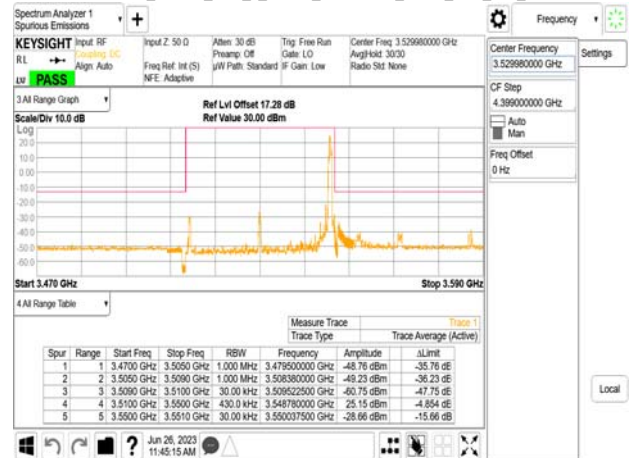 Spectrum Analyzer 1
Spurious Emissions
Frequency
KEYSIGHT
Input: RF
Coupling: DC
Align: Auto
Input Z: 50 Ω
Freq Ref: Int (S)
NFE: Adaptive
Atten: 30 dB
Preamp: Off
µW Path: Standard
Trig: Free Run
Gate: LO
IF Gain: Low
Center Freq: 3.529980000 GHz
Avg|Hold: 30/30
Radio Std: None
RL
LU PASS
Center Frequency
3.529980000 GHz
Settings
CF Step
4.399000000 GHz
Auto
Man
Freq Offset
0 Hz
Local
3 All Range Graph
Scale/Div 10.0 dB
Ref Lvl Offset 17.28 dB
Ref Value 30.00 dBm
Log
20.0
10.0
0.00
-10.0
-20.0
-30.0
-40.0
-50.0
-60.0
Start 3.470 GHz
Stop 3.590 GHz
4 All Range Table
Measure Trace Trace 1
Trace Type Trace Average (Active)
Spur Range Start Freq Stop Freq RBW Frequency Amplitude ΔLimit
1 1 3.4700 GHz 3.5050 GHz 1.000 MHz 3.479500000 GHz -48.76 dBm -35.76 dB
2 2 3.5050 GHz 3.5090 GHz 1.000 MHz 3.508380000 GHz -49.23 dBm -36.23 dB
3 3 3.5090 GHz 3.5100 GHz 30.00 kHz 3.509522500 GHz -60.75 dBm -47.75 dB
4 4 3.5100 GHz 3.5500 GHz 430.0 kHz 3.548780000 GHz 25.15 dBm -4.854 dB
5 5 3.5500 GHz 3.5510 GHz 30.00 kHz 3.550037500 GHz -28.66 dBm -15.66 dB
Jun 26, 2023
11:45:15 AM